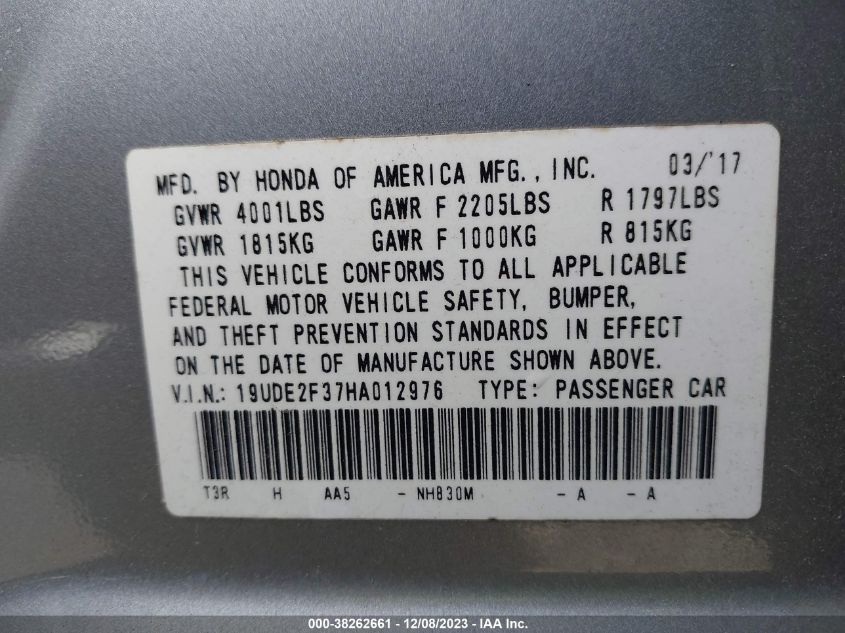 MFD. BY HONDA OF AMERICA MFG., INC. 03/'17
GVWR 4001LBS GAWR F 2205LBS R 1797LBS
GVWR 1815KG GAWR F 1000KG R 815KG
THIS VEHICLE CONFORMS TO ALL APPLICABLE
FEDERAL MOTOR VEHICLE SAFETY, BUMPER,
AND THEFT PREVENTION STANDARDS IN EFFECT
ON THE DATE OF MANUFACTURE SHOWN ABOVE.
V.I.N.: 19UDE2F37HA012976 TYPE: PASSENGER CAR
T3R H AA5 - NH830M - A - A
000-38262661 - 12/08/2023 - IAA Inc.